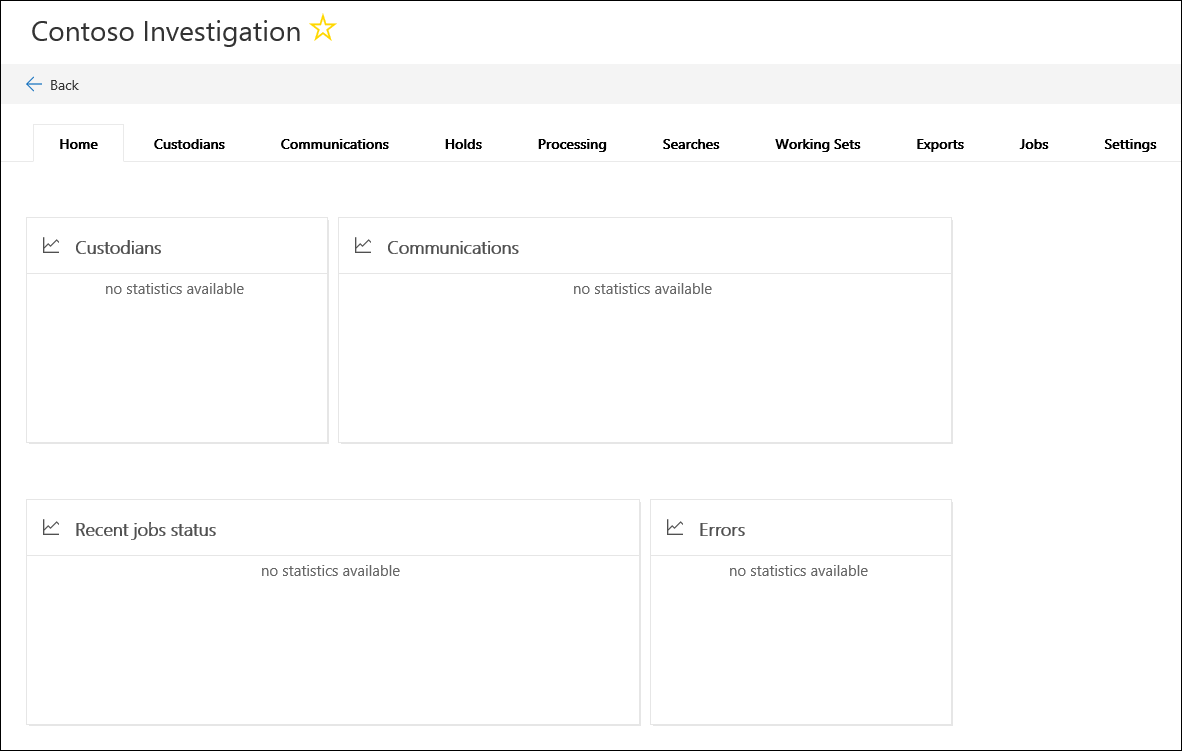 Contoso Investigation
Back
Home Custodians Communications Holds Processing Searches Working Sets Exports Jobs Settings
Custodians Communications
no statistics available no statistics available
Recent jobs status Errors
no statistics available no statistics available